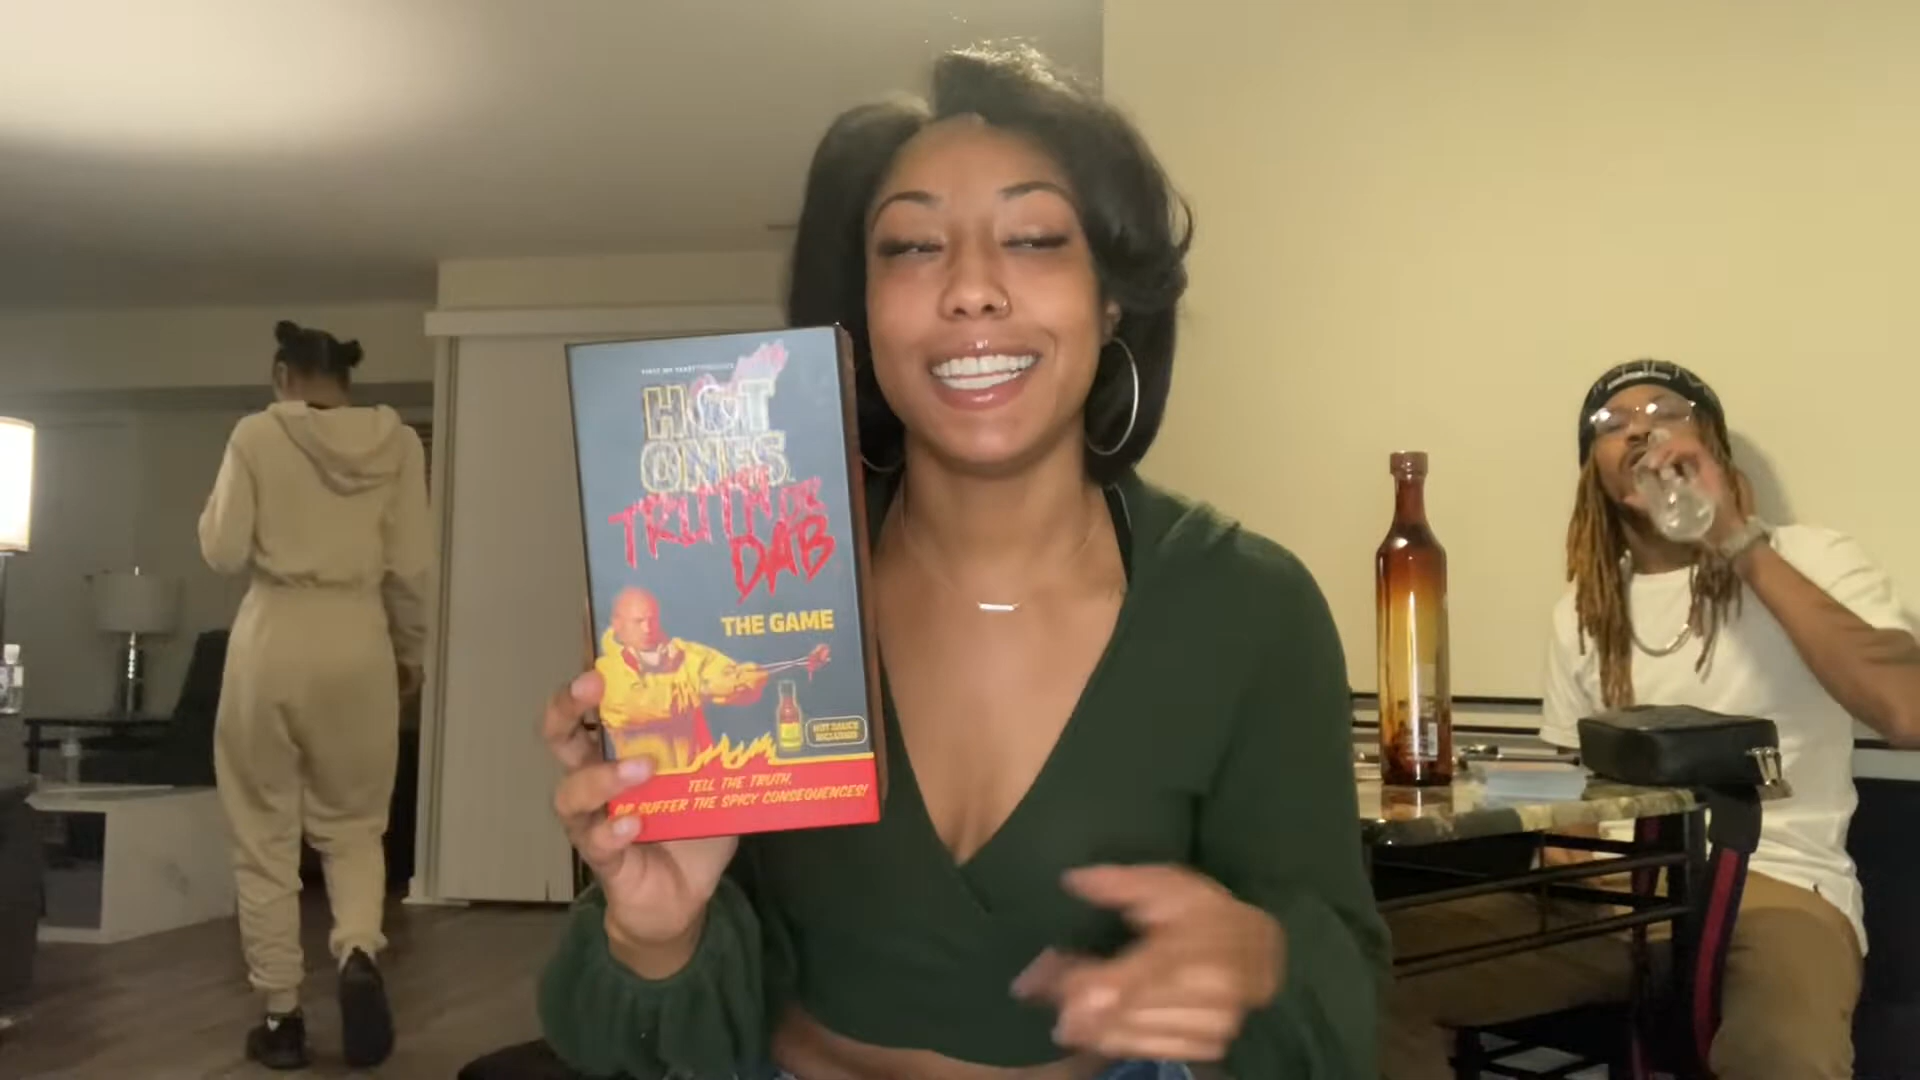 HOT
ONES
TRUTH OR
DAB
THE GAME
HOT SAUCE
INCLUDED
TELL THE TRUTH,
OR SUFFER THE SPICY CONSEQUENCES!